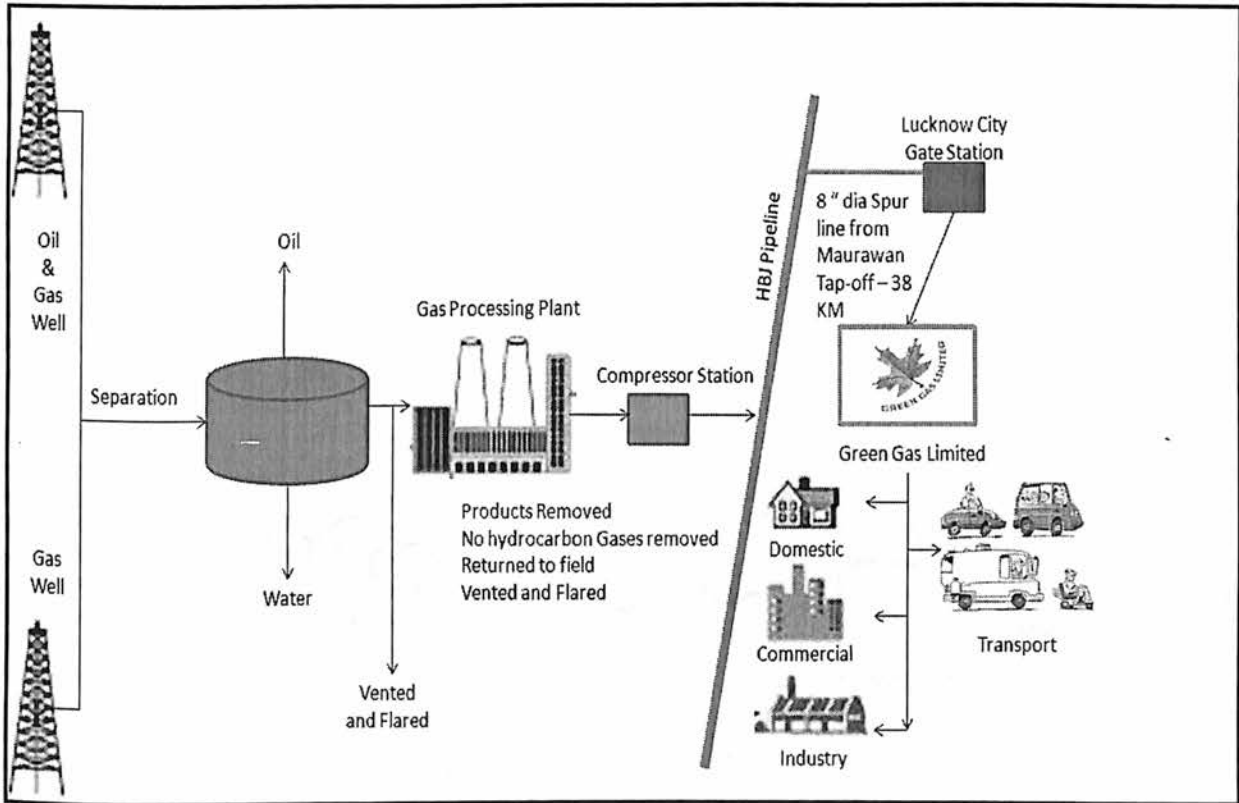 Oil
&
Gas
Well
Gas
Well
Separation
Oil
Water
Vented
and Flared
Gas Processing Plant
Products Removed
No hydrocarbon Gases removed
Returned to field
Vented and Flared
Compressor Station
HBJ Pipeline
Lucknow City
Gate Station
8 " dia Spur
line from
Maurawan
Tap-off – 38
KM
GREEN GAS LIMITED
Green Gas Limited
Domestic
Commercial
Industry
Transport